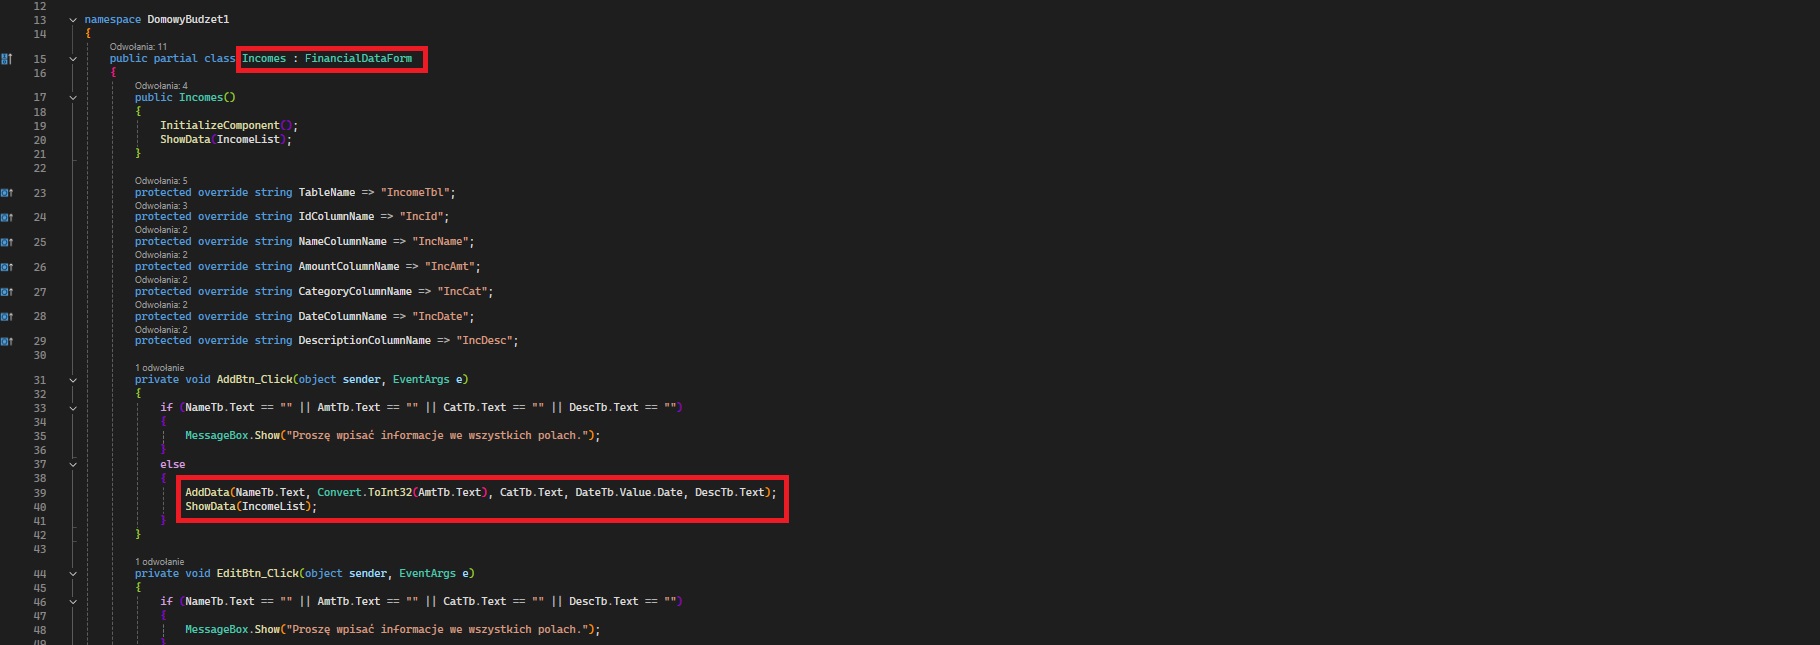 12
13 namespace DomowyBudzet1
14 {
Odwołania: 11
15 public partial class Incomes : FinancialDataForm
16 {
Odwołania: 4
17 public Incomes()
18 {
19 InitializeComponent();
20 ShowData(IncomeList);
21 }
22
Odwołania: 5
23 protected override string TableName => "IncomeTbl";
Odwołania: 3
24 protected override string IdColumnName => "IncId";
Odwołania: 2
25 protected override string NameColumnName => "IncName";
Odwołania: 2
26 protected override string AmountColumnName => "IncAmt";
Odwołania: 2
27 protected override string CategoryColumnName => "IncCat";
Odwołania: 2
28 protected override string DateColumnName => "IncDate";
Odwołania: 2
29 protected override string DescriptionColumnName => "IncDesc";
30
1 odwołanie
31 private void AddBtn_Click(object sender, EventArgs e)
32 {
33 if (NameTb.Text == "" || AmtTb.Text == "" || CatTb.Text == "" || DescTb.Text == "")
34 {
35 MessageBox.Show("Proszę wpisać informacje we wszystkich polach.");
36 }
37 else
38 {
39 AddData(NameTb.Text, Convert.ToInt32(AmtTb.Text), CatTb.Text, DateTb.Value.Date, DescTb.Text);
40 ShowData(IncomeList);
41 }
42 }
43
1 odwołanie
44 private void EditBtn_Click(object sender, EventArgs e)
45 {
46 if (NameTb.Text == "" || AmtTb.Text == "" || CatTb.Text == "" || DescTb.Text == "")
47 {
48 MessageBox.Show("Proszę wpisać informacje we wszystkich polach.");
49 }